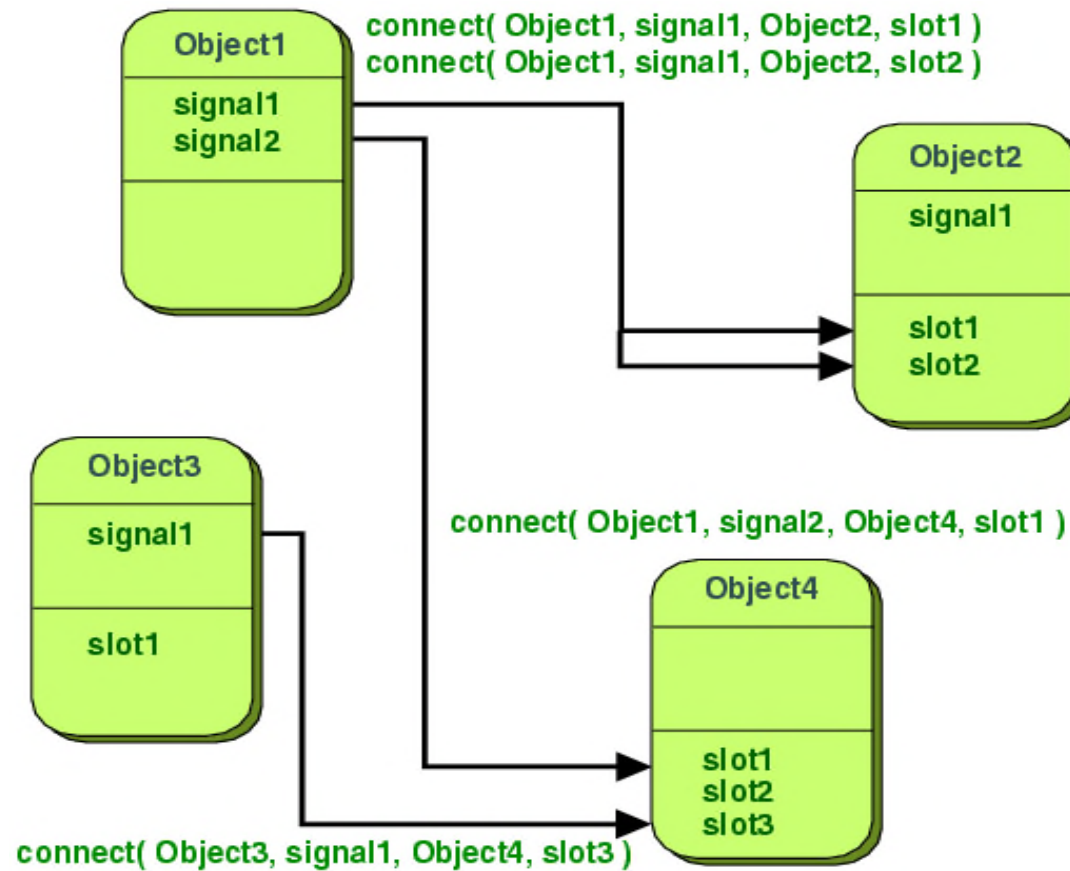 Object1
signal1
signal2
connect( Object1, signal1, Object2, slot1 )
connect( Object1, signal1, Object2, slot2 )
Object2
signal1
slot1
slot2
Object3
signal1
slot1
connect( Object1, signal2, Object4, slot1 )
Object4
slot1
slot2
slot3
connect( Object3, signal1, Object4, slot3 )